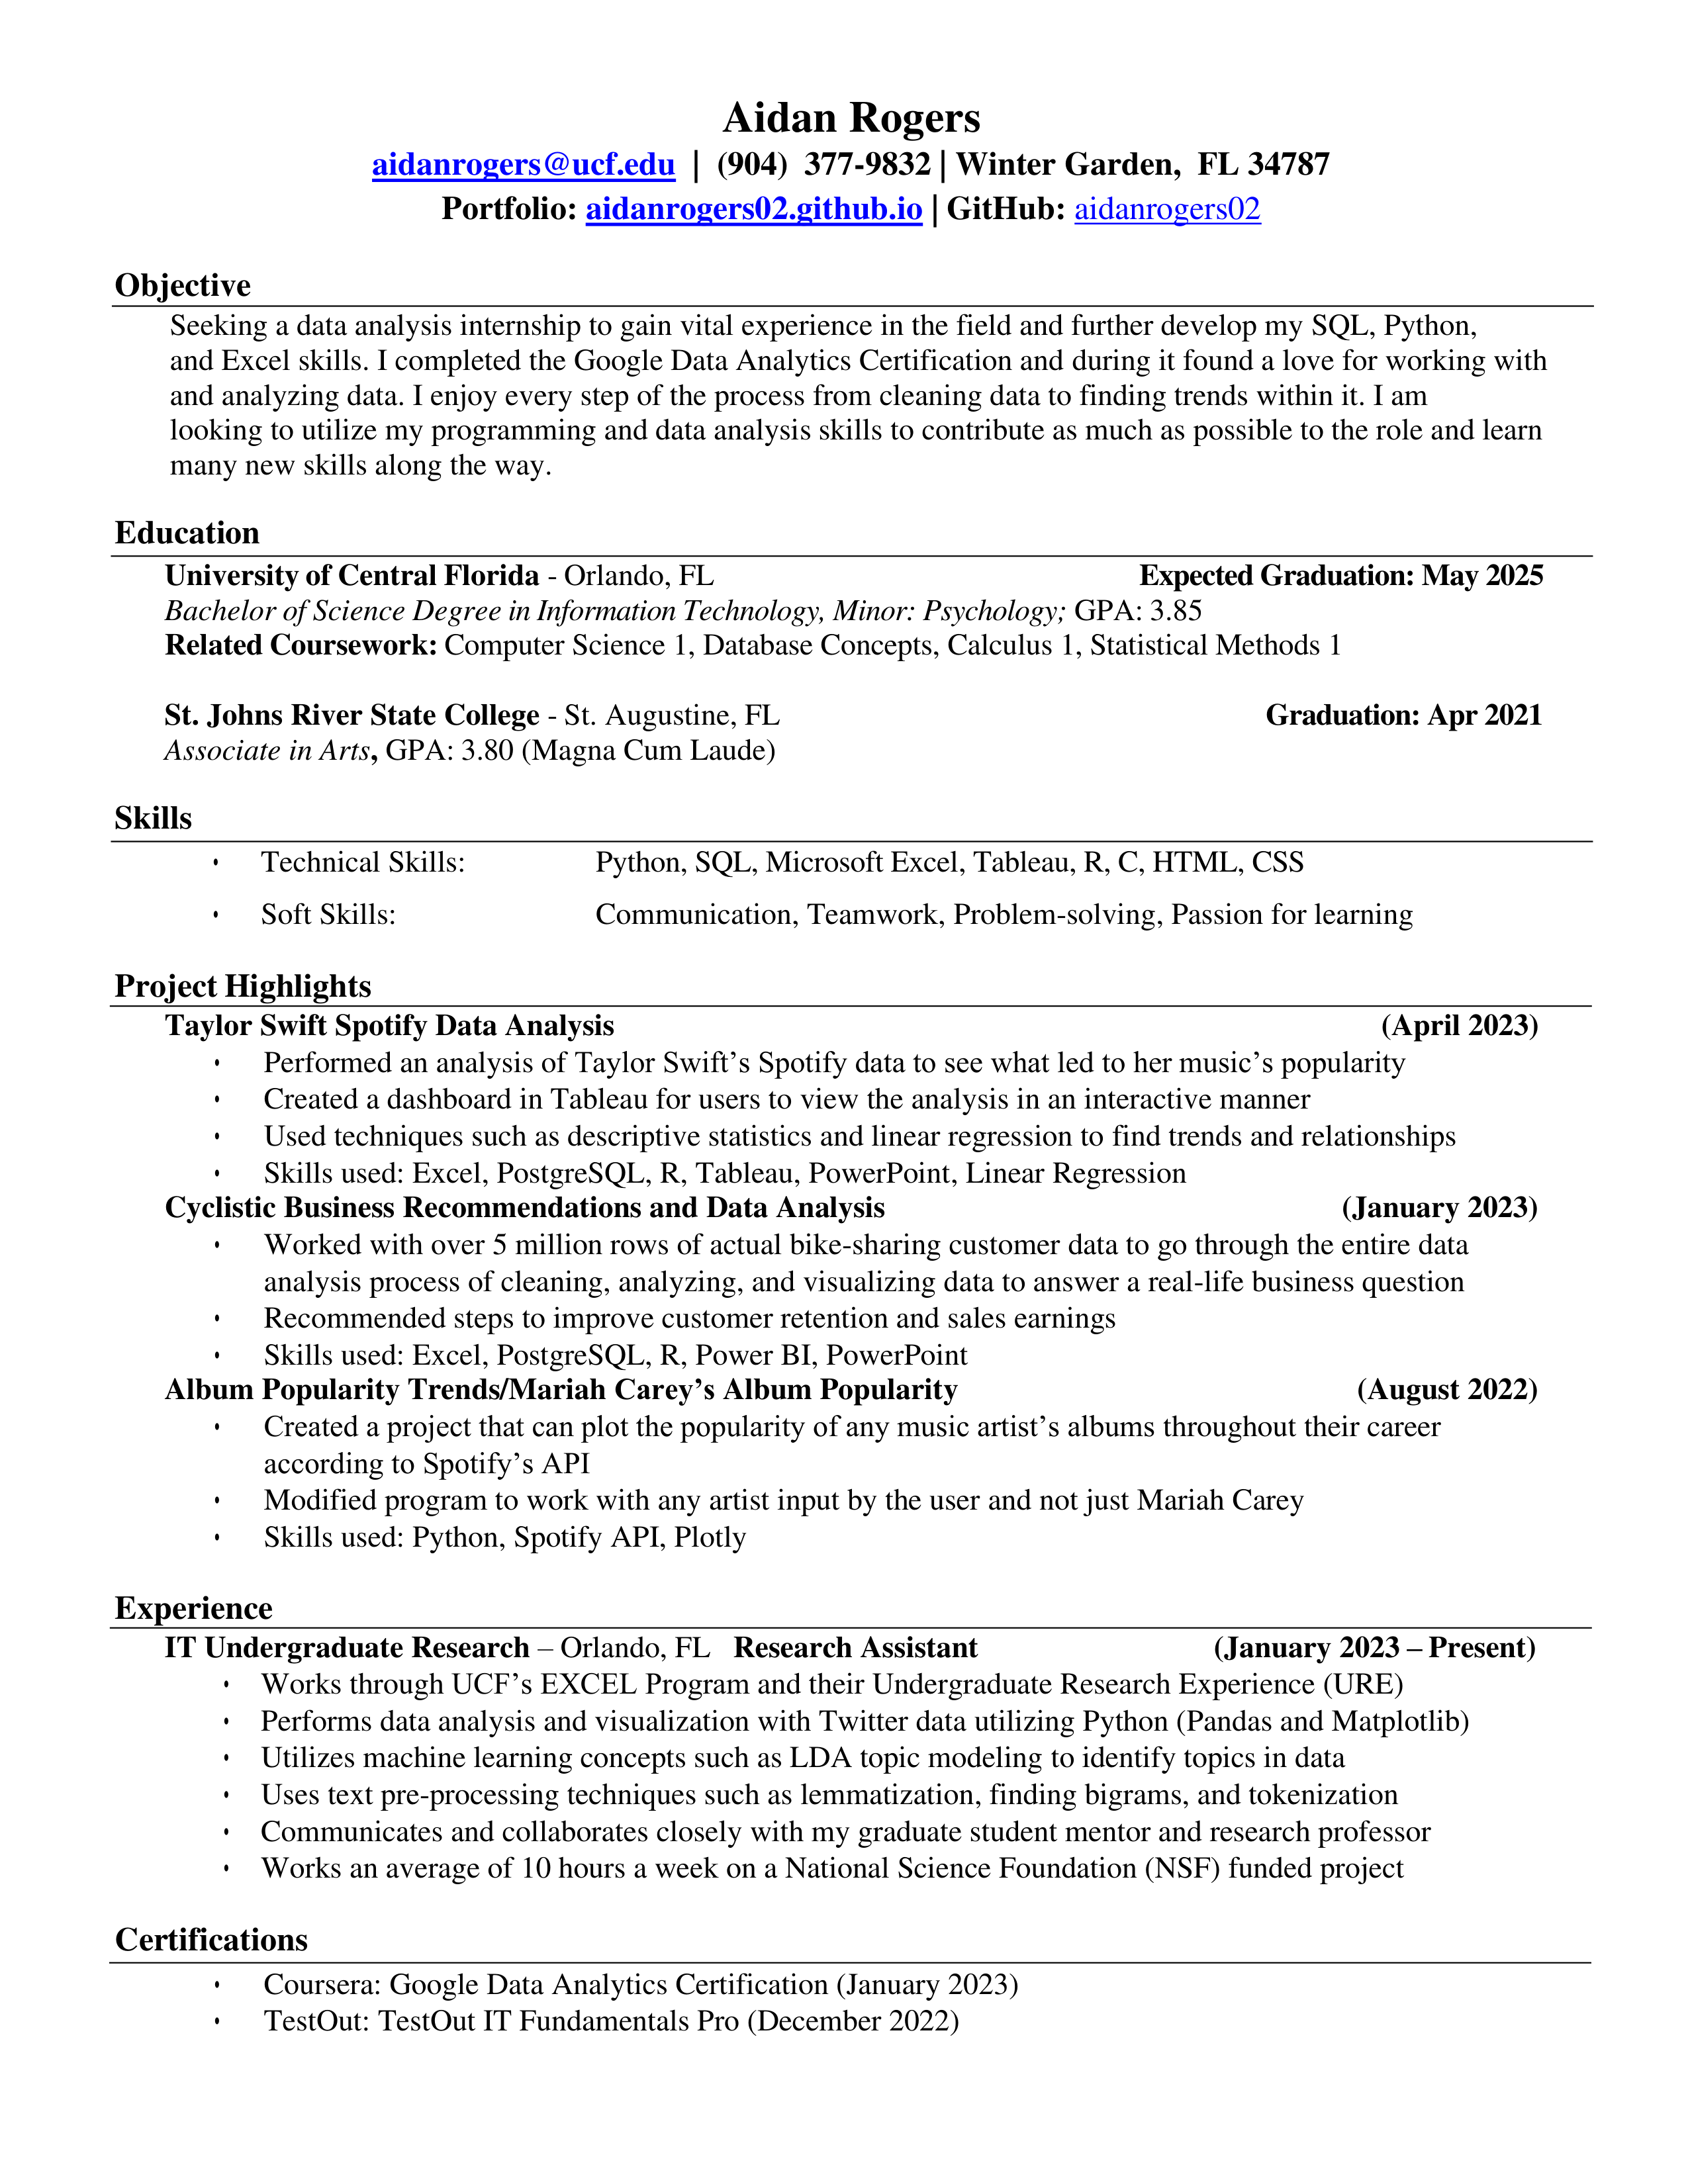 Aidan Rogers
aidanrogers@ucf.edu | (904) 377-9832 | Winter Garden, FL 34787
Portfolio: aidanrogers02.github.io | GitHub: aidanrogers02
Objective
Seeking a data analysis internship to gain vital experience in the field and further develop my SQL, Python,
and Excel skills. I completed the Google Data Analytics Certification and during it found a love for working with
and analyzing data. I enjoy every step of the process from cleaning data to finding trends within it. I am
looking to utilize my programming and data analysis skills to contribute as much as possible to the role and learn
many new skills along the way.
Education
University of Central Florida - Orlando, FL Expected Graduation: May 2025
Bachelor of Science Degree in Information Technology, Minor: Psychology; GPA: 3.85
Related Coursework: Computer Science 1, Database Concepts, Calculus 1, Statistical Methods 1
St. Johns River State College - St. Augustine, FL Graduation: Apr 2021
Associate in Arts, GPA: 3.80 (Magna Cum Laude)
Skills
• Technical Skills: Python, SQL, Microsoft Excel, Tableau, R, C, HTML, CSS
• Soft Skills: Communication, Teamwork, Problem-solving, Passion for learning
Project Highlights
Taylor Swift Spotify Data Analysis (April 2023)
• Performed an analysis of Taylor Swift’s Spotify data to see what led to her music’s popularity
• Created a dashboard in Tableau for users to view the analysis in an interactive manner
• Used techniques such as descriptive statistics and linear regression to find trends and relationships
• Skills used: Excel, PostgreSQL, R, Tableau, PowerPoint, Linear Regression
Cyclistic Business Recommendations and Data Analysis (January 2023)
• Worked with over 5 million rows of actual bike-sharing customer data to go through the entire data
analysis process of cleaning, analyzing, and visualizing data to answer a real-life business question
• Recommended steps to improve customer retention and sales earnings
• Skills used: Excel, PostgreSQL, R, Power BI, PowerPoint
Album Popularity Trends/Mariah Carey’s Album Popularity (August 2022)
• Created a project that can plot the popularity of any music artist’s albums throughout their career
according to Spotify’s API
• Modified program to work with any artist input by the user and not just Mariah Carey
• Skills used: Python, Spotify API, Plotly
Experience
IT Undergraduate Research – Orlando, FL Research Assistant (January 2023 – Present)
• Works through UCF’s EXCEL Program and their Undergraduate Research Experience (URE)
• Performs data analysis and visualization with Twitter data utilizing Python (Pandas and Matplotlib)
• Utilizes machine learning concepts such as LDA topic modeling to identify topics in data
• Uses text pre-processing techniques such as lemmatization, finding bigrams, and tokenization
• Communicates and collaborates closely with my graduate student mentor and research professor
• Works an average of 10 hours a week on a National Science Foundation (NSF) funded project
Certifications
• Coursera: Google Data Analytics Certification (January 2023)
• TestOut: TestOut IT Fundamentals Pro (December 2022)